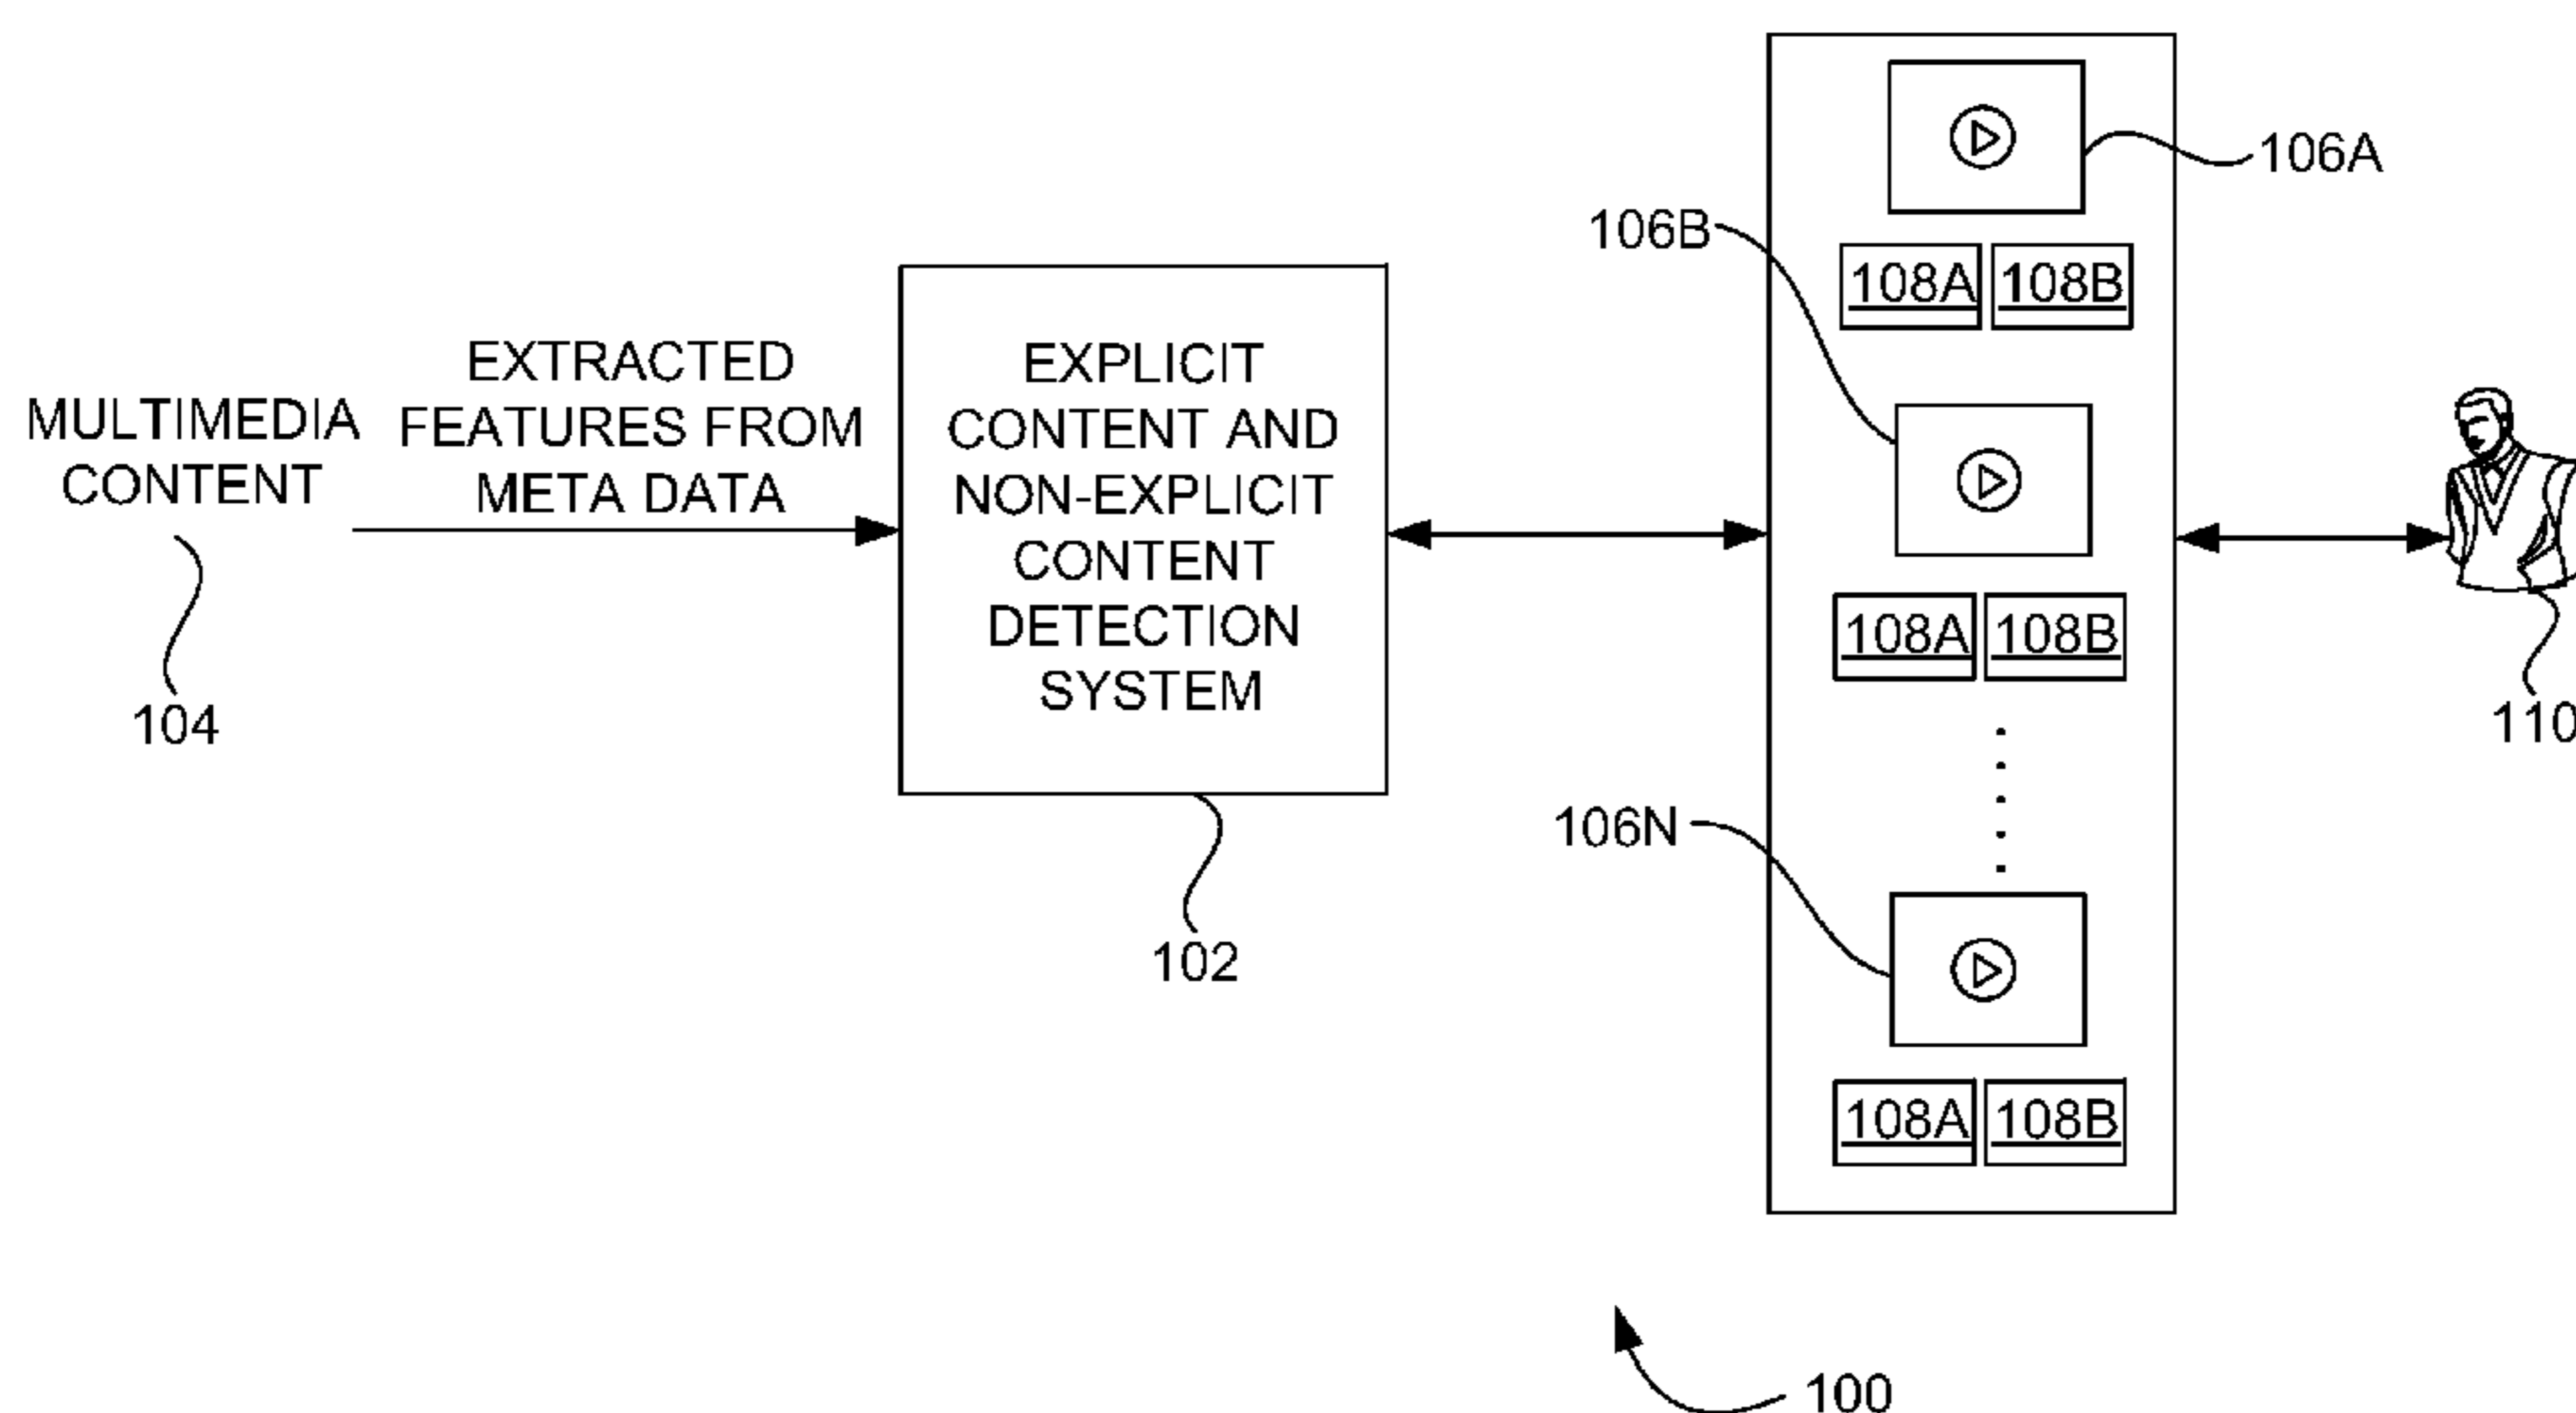 MULTIMEDIA
CONTENT
104
EXTRACTED
FEATURES FROM
META DATA
EXPLICIT
CONTENT AND
NON-EXPLICIT
CONTENT
DETECTION
SYSTEM
102
106A
108A 108B
106B
108A 108B
106N
108A 108B
110
100